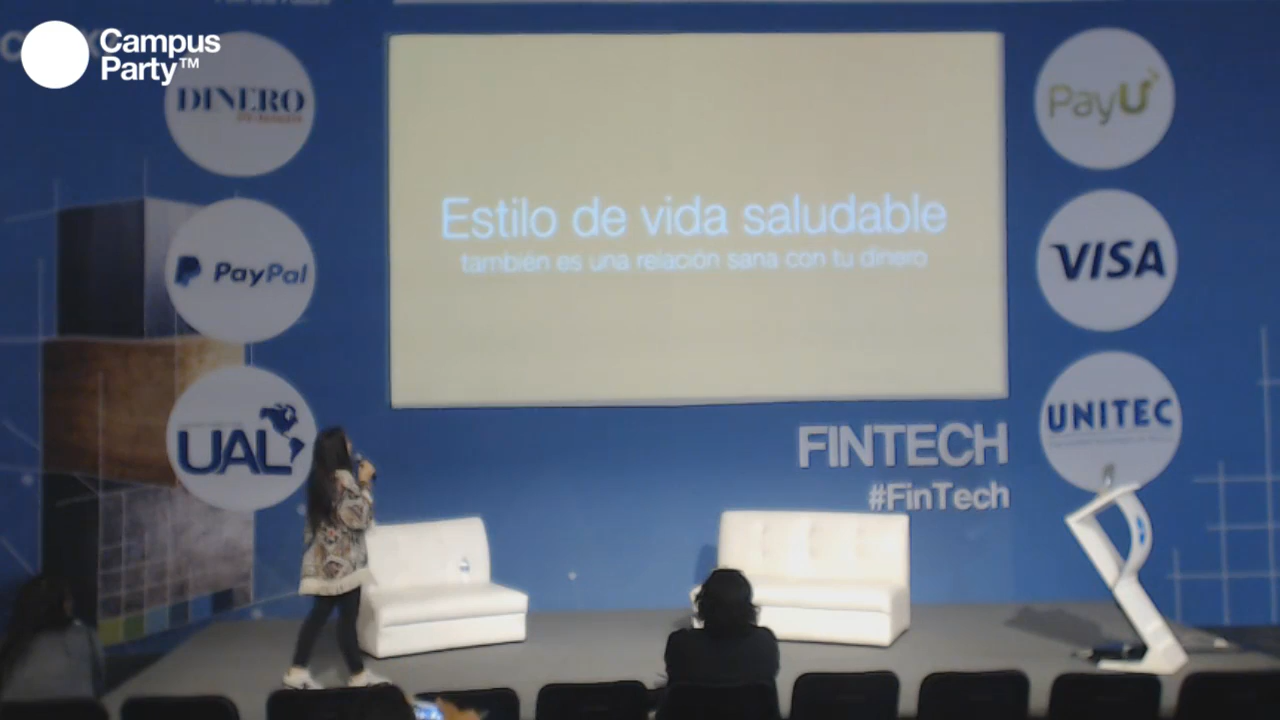 Campus
Party™
DINERO
PayPal
UAL
Estilo de vida saludable
también es una relación sana con tu dinero
PayU
VISA
UNITEC
FINTECH
#FinTech